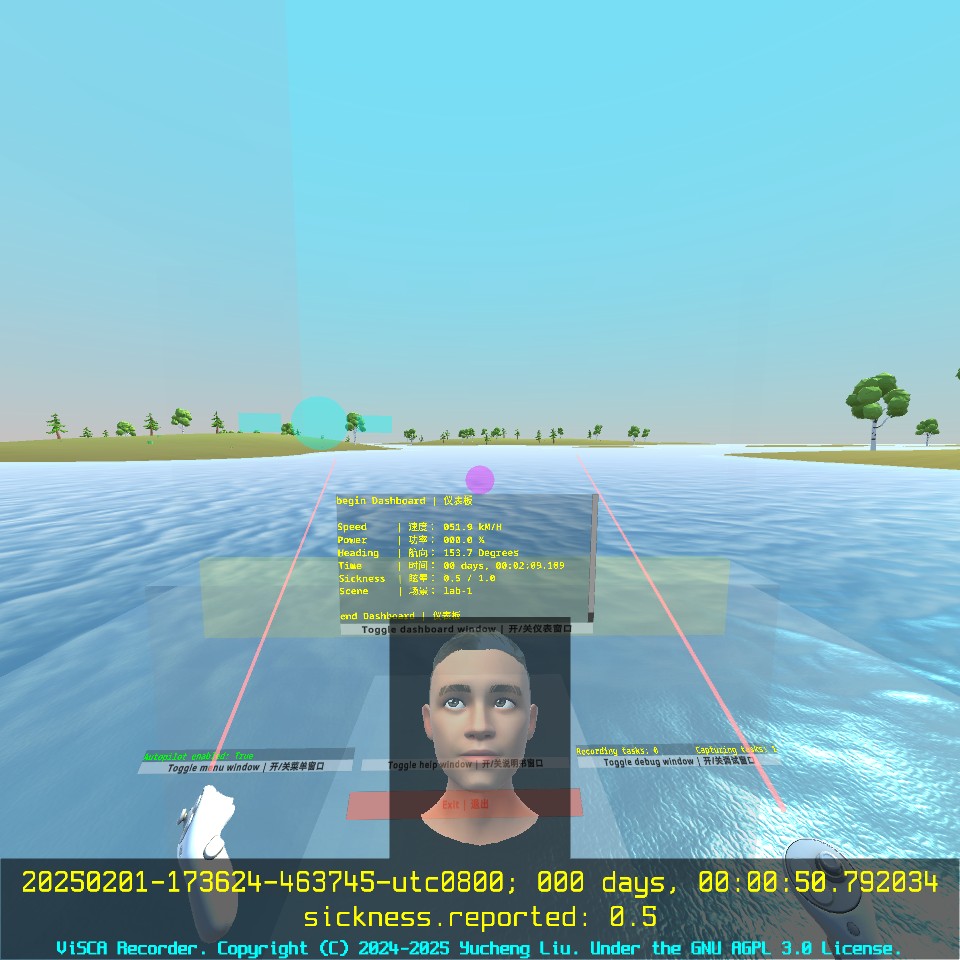 begin Dashboard | 仪表板
Speed | 速度： 051.9 kM/H
Power | 功率： 000.0 %
Heading | 航向： 153.7 Degrees
Time | 时间： 00 days, 00:02:09.189
Sickness | 眩晕： 0.5 / 1.0
Scene | 场景： lab-1
end Dashboard | 仪表板
Toggle dashboard window | 开/关仪表窗口
Autopilot enabled: True
Toggle menu window | 开/关菜单窗口
Toggle help window | 开/关说明书窗口
Recording tasks: 0 Capturing tasks: 1
Toggle debug window | 开/关调试窗口
Exit | 退出
20250201-173624-463745-utc0800; 000 days, 00:00:50.792034
sickness.reported: 0.5
ViSCA Recorder. Copyright (C) 2024-2025 Yucheng Liu. Under the GNU AGPL 3.0 License.